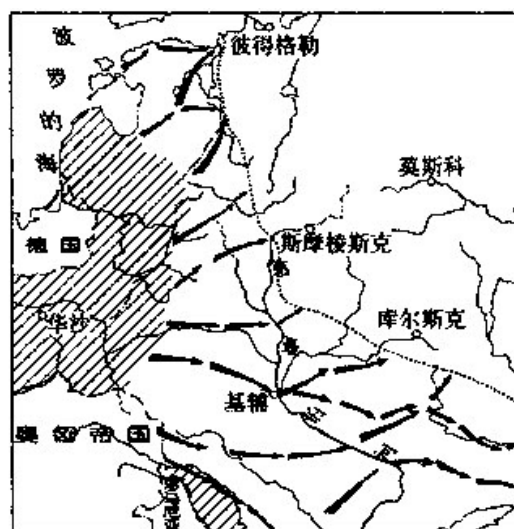 波罗的海
彼得格勒
莫斯科
德国
斯摩棱斯克
华沙
库尔斯克
基辅
奥匈帝国